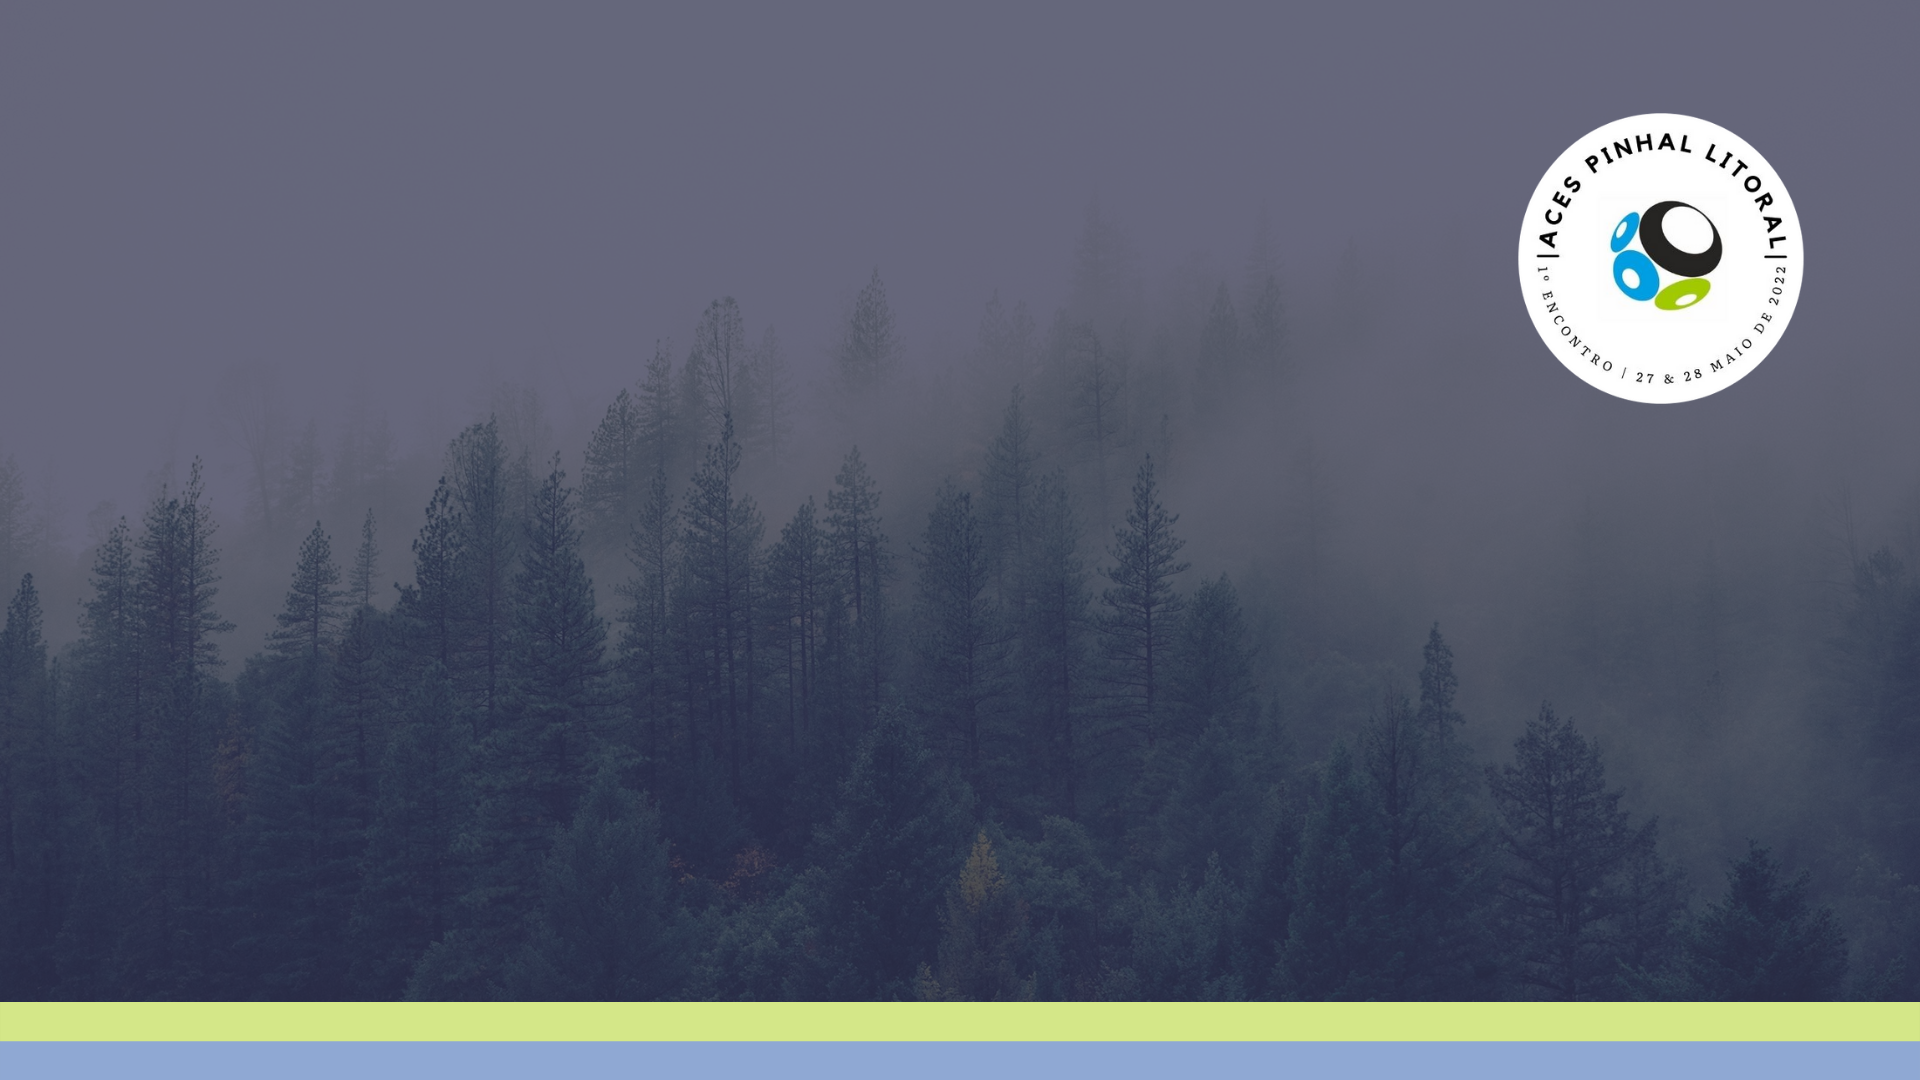 |ACES PINHAL LITORAL|
1º ENCONTRO | 27 & 28 MAIO DE 2022